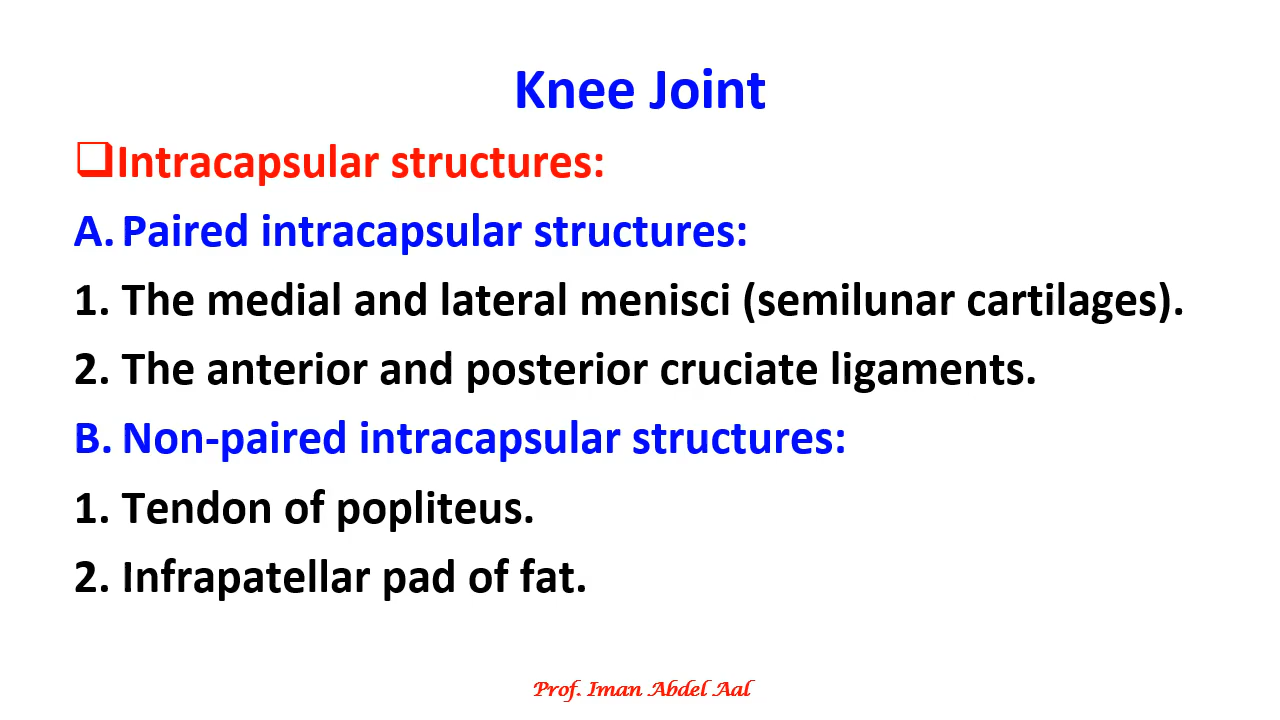 Knee Joint
❑Intracapsular structures:
A. Paired intracapsular structures:
1. The medial and lateral menisci (semilunar cartilages).
2. The anterior and posterior cruciate ligaments.
B. Non-paired intracapsular structures:
1. Tendon of popliteus.
2. Infrapatellar pad of fat.
Prof. Iman Abdel Aal